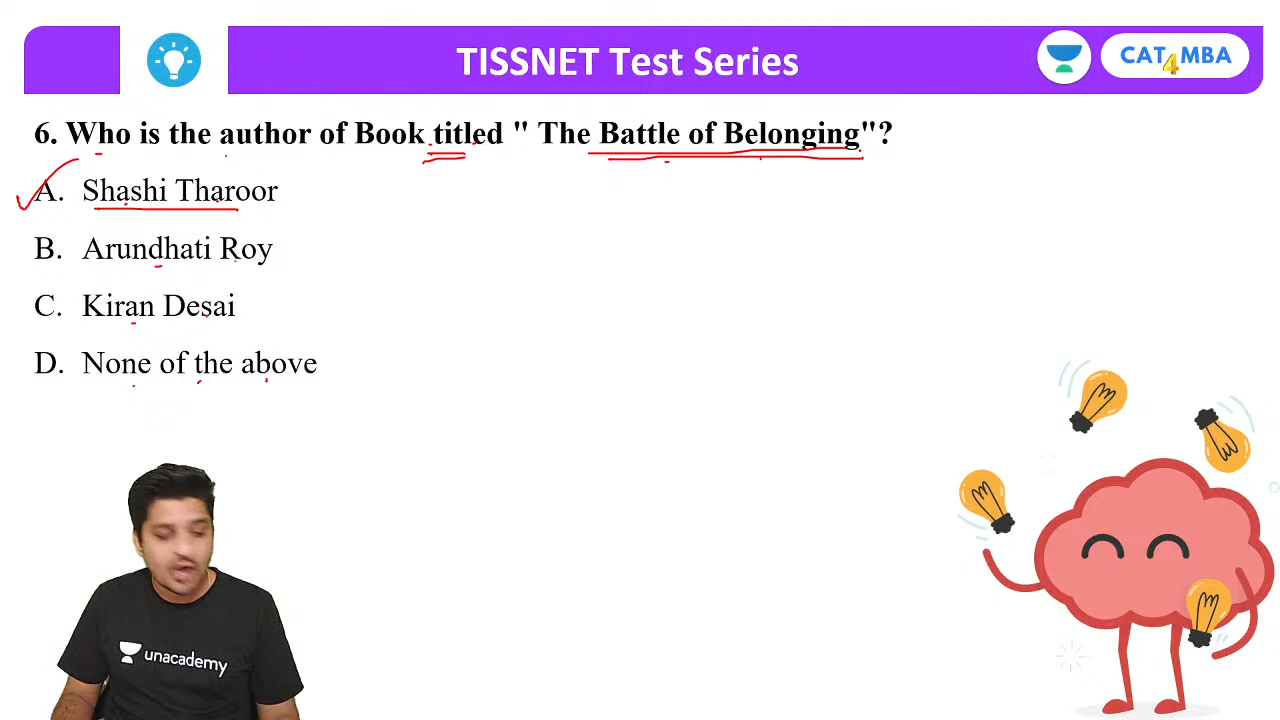 TISSNET Test Series
CAT4MBA
6. Who is the author of Book titled " The Battle of Belonging"?
A. Shashi Tharoor
B. Arundhati Roy
C. Kiran Desai
D. None of the above
unacademy